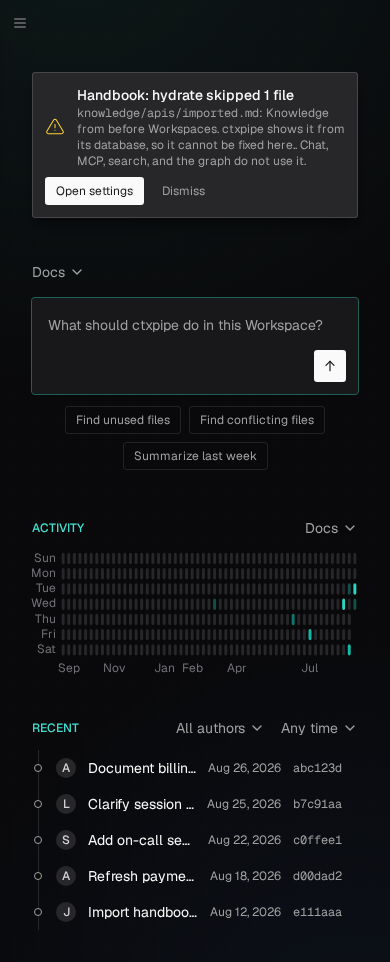 Handbook: hydrate skipped 1 file
knowledge/apis/imported.md: Knowledge
from before Workspaces. ctxpipe shows it from
its database, so it cannot be fixed here.. Chat,
MCP, search, and the graph do not use it.
Open settings Dismiss
Docs
What should ctxpipe do in this Workspace?
Find unused files Find conflicting files
Summarize last week
ACTIVITY Docs
Sun
Mon
Tue
Wed
Thu
Fri
Sat
Sep Nov Jan Feb Apr Jul
RECENT All authors Any time
A Document billin... Aug 26, 2026 abc123d
L Clarify session ... Aug 25, 2026 b7c91aa
S Add on-call se... Aug 22, 2026 c0ffee1
A Refresh payme... Aug 18, 2026 d00dad2
J Import handboo... Aug 12, 2026 e111aaa